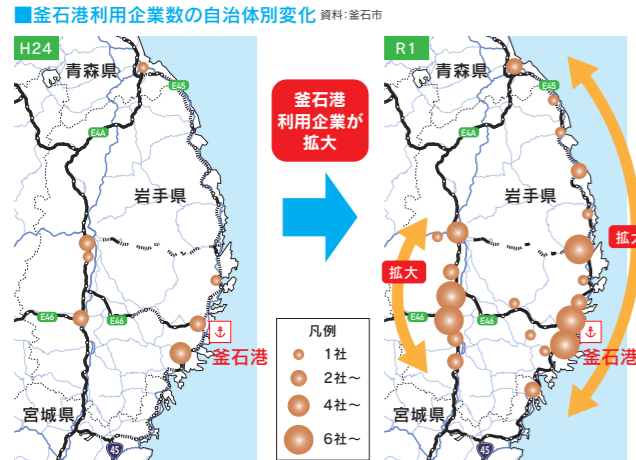 ■釜石港利用企業数の自治体別変化 資料:釜石市
H24
青森県
E45
E4A
岩手県
E46
E46
釜石港
宮城県
45
釜石港
利用企業が
拡大
凡例
1社
2社～
4社～
6社～
R1
青森県
E45
E4A
岩手県
拡大
拡大
E46
E46
釜石港
宮城県
45